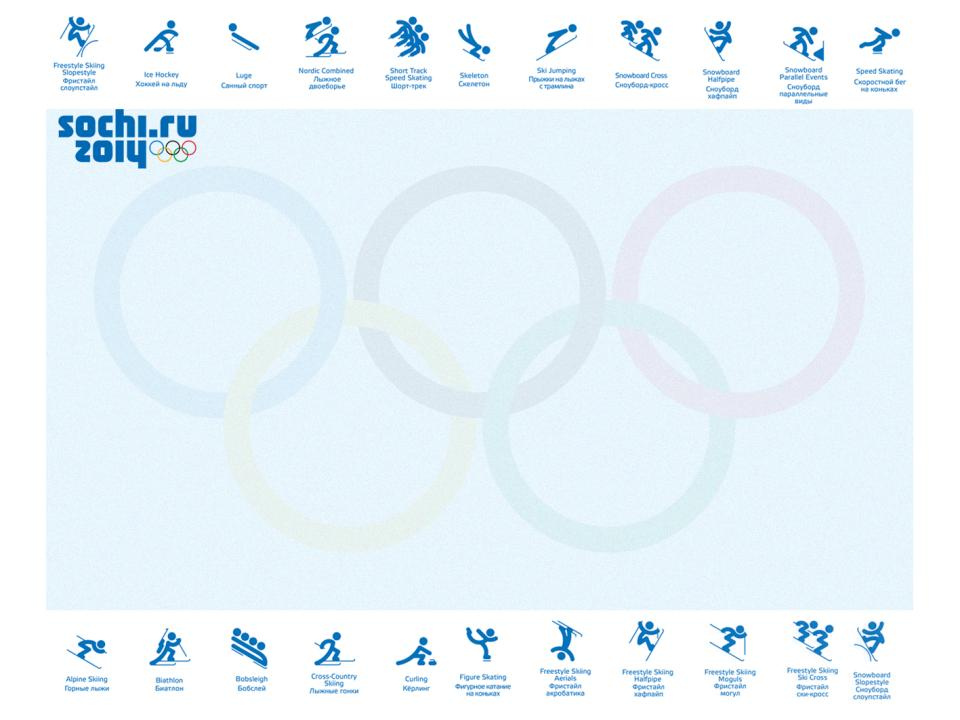 Freestyle Skiing
Slopestyle
Фристайл
слоупстайл
Ice Hockey
Хоккей на льду
Luge
Санный спорт
Nordic Combined
Лыжное
двоеборье
Short Track
Speed Skating
Шорт-трек
Skeleton
Скелетон
Ski Jumping
Прыжки на лыжах
с трамплина
Snowboard Cross
Сноуборд-кросс
Snowboard
Halfpipe
Сноуборд
хафпайп
Snowboard
Parallel Events
Сноуборд
параллельные
виды
Speed Skating
Скоростной бег
на коньках
sochi.ru
2014
Alpine Skiing
Горные лыжи
Biathlon
Биатлон
Bobsleigh
Бобслей
Cross-Country
Skiing
Лыжные гонки
Curling
Кёрлинг
Figure Skating
Фигурное катание
на коньках
Freestyle Skiing
Aerials
Фристайл
акробатика
Freestyle Skiing
Halfpipe
Фристайл
хафпайп
Freestyle Skiing
Moguls
Фристайл
могул
Freestyle Skiing
Ski Cross
Фристайл
ски-кросс
Snowboard
Slopestyle
Сноуборд
слоупстайл